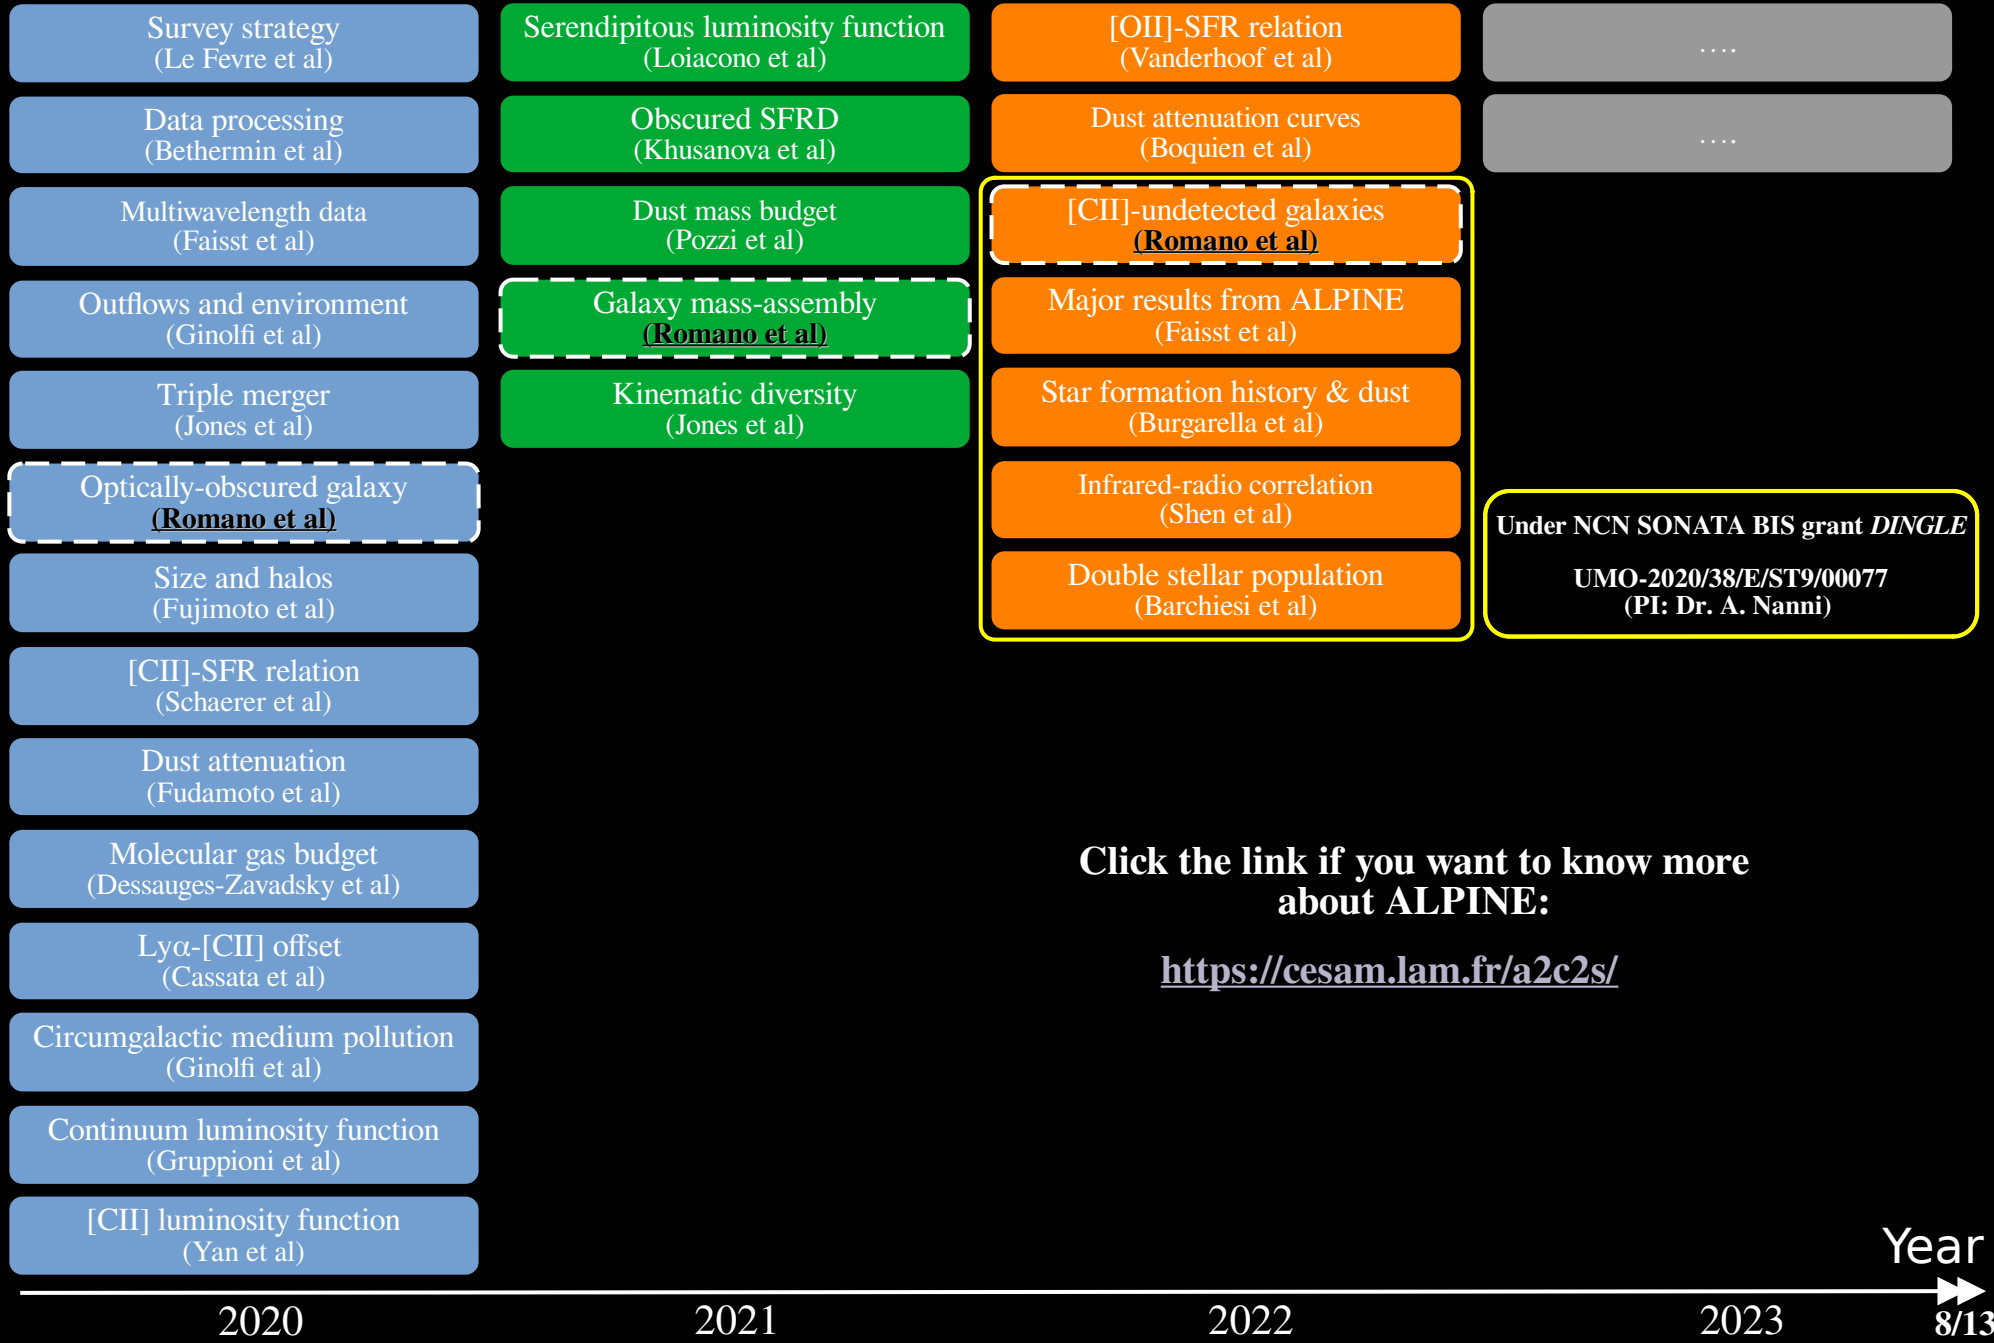 Survey strategy
(Le Fevre et al)
Data processing
(Bethermin et al)
Multiwavelength data
(Faisst et al)
Outflows and environment
(Ginolfi et al)
Triple merger
(Jones et al)
Optically-obscured galaxy
(Romano et al)
Size and halos
(Fujimoto et al)
[CII]-SFR relation
(Schaerer et al)
Dust attenuation
(Fudamoto et al)
Molecular gas budget
(Dessauges-Zavadsky et al)
Lyα-[CII] offset
(Cassata et al)
Circumgalactic medium pollution
(Ginolfi et al)
Continuum luminosity function
(Gruppioni et al)
[CII] luminosity function
(Yan et al)
Serendipitous luminosity function
(Loiacono et al)
Obscured SFRD
(Khusanova et al)
Dust mass budget
(Pozzi et al)
Galaxy mass-assembly
(Romano et al)
Kinematic diversity
(Jones et al)
[OII]-SFR relation
(Vanderhoof et al)
Dust attenuation curves
(Boquien et al)
[CII]-undetected galaxies
(Romano et al)
Major results from ALPINE
(Faisst et al)
Star formation history & dust
(Burgarella et al)
Infrared-radio correlation
(Shen et al)
Double stellar population
(Barchiesi et al)
….
….
Under NCN SONATA BIS grant DINGLE
UMO-2020/38/E/ST9/00077
(PI: Dr. A. Nanni)
Click the link if you want to know more
about ALPINE:
https://cesam.lam.fr/a2c2s/
Year
2020
2021
2022
2023
8/13